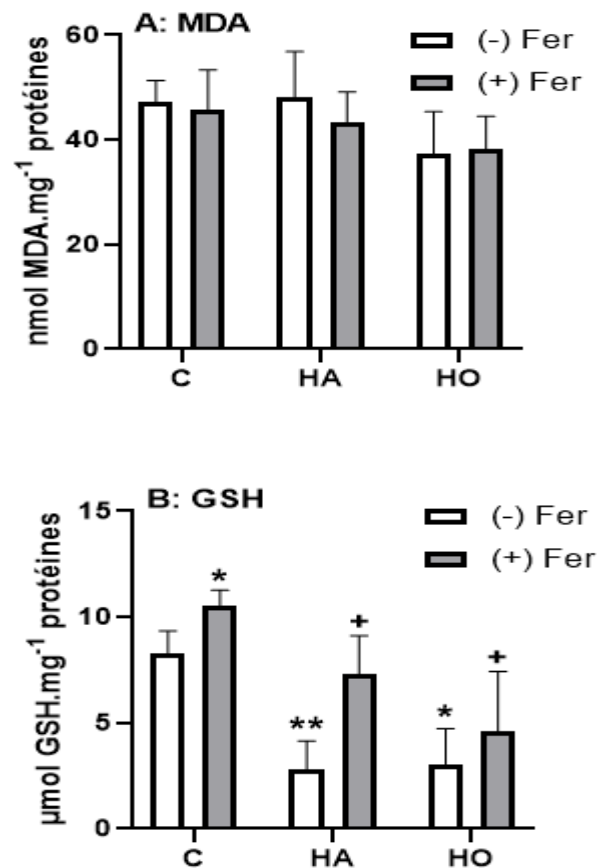 A: MDA
(-) Fer
(+) Fer
nmol MDA.mg⁻¹ protéines
60
40
20
0
C HA HO
B: GSH
(-) Fer
(+) Fer
µmol GSH.mg⁻¹ protéines
15
10
5
0
* ** + * +
C HA HO